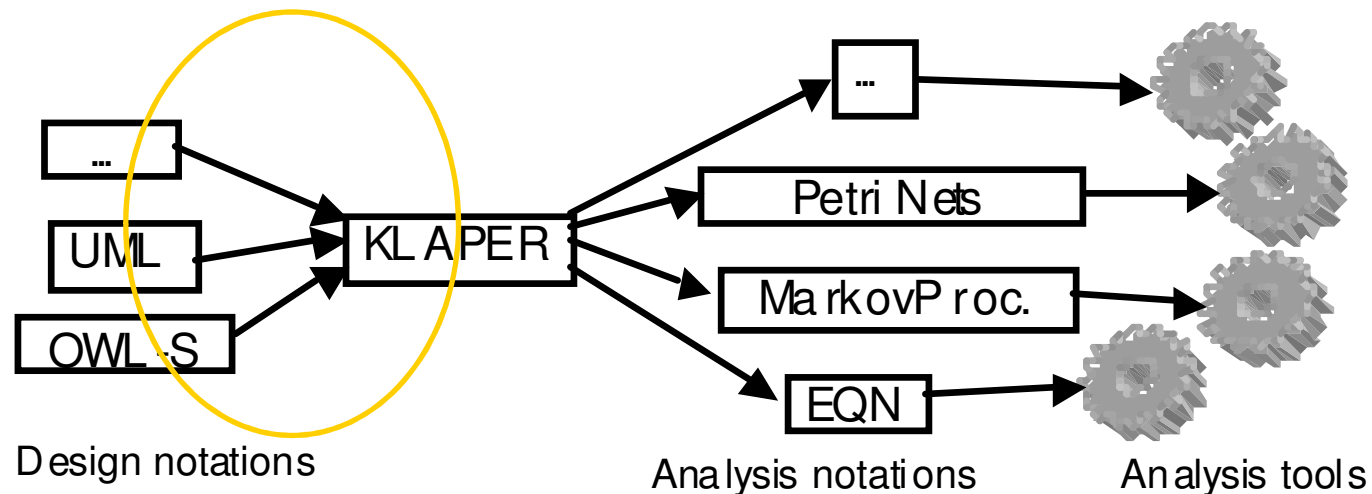 ...
...
Petri Nets
UML
KLAPER
MarkovProc.
OWL-S
EQN
Design notations
Analysis notations
Analysis tools